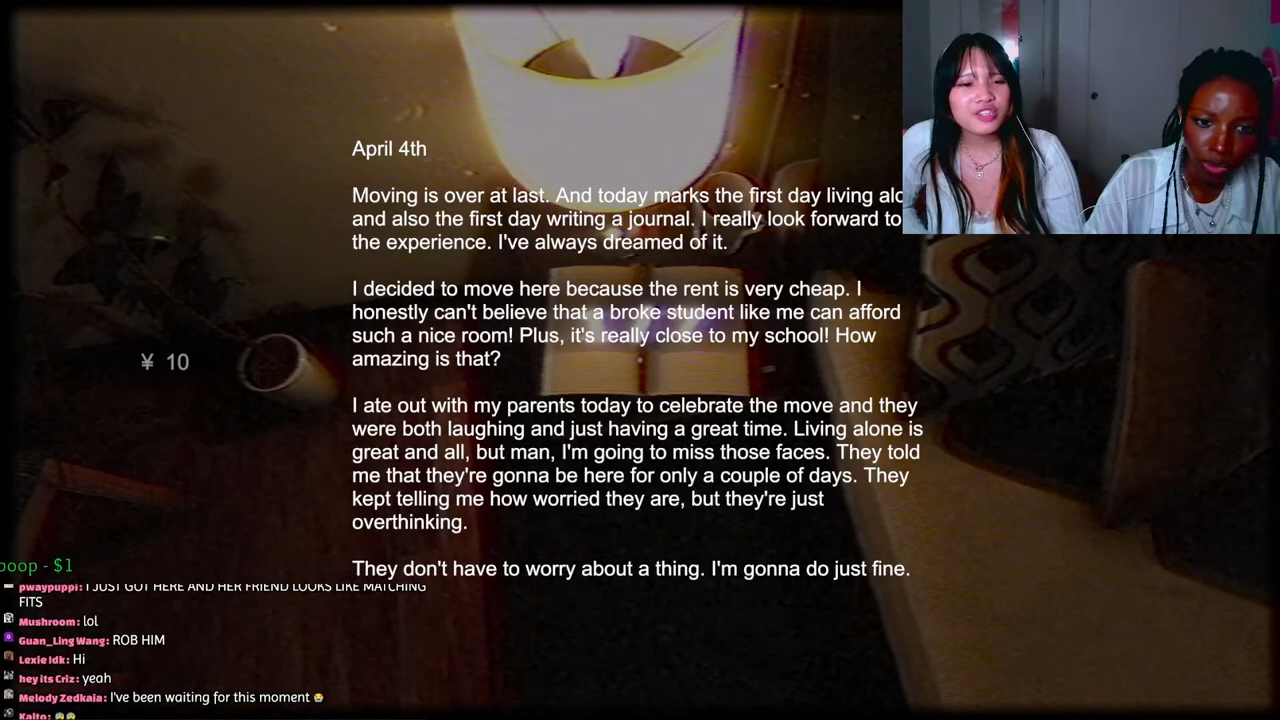 April 4th
Moving is over at last. And today marks the first day living alo
and also the first day writing a journal. I really look forward to
the experience. I've always dreamed of it.
I decided to move here because the rent is very cheap. I
honestly can't believe that a broke student like me can afford
such a nice room! Plus, it's really close to my school! How
amazing is that?
I ate out with my parents today to celebrate the move and they
were both laughing and just having a great time. Living alone is
great and all, but man, I'm going to miss those faces. They told
me that they're gonna be here for only a couple of days. They
kept telling me how worried they are, but they're just
overthinking.
They don't have to worry about a thing. I'm gonna do just fine.
¥ 10
poop - $1
pwaypuppi: I JUST GOT HERE AND HER FRIEND LOOKS LIKE MATCHING
FITS
Mushroom: lol
Guan_Ling Wang: ROB HIM
Lexie Idk: Hi
hey its Criz: yeah
Melody Zedkaia: I've been waiting for this moment 😭
Kaito: 😰😰